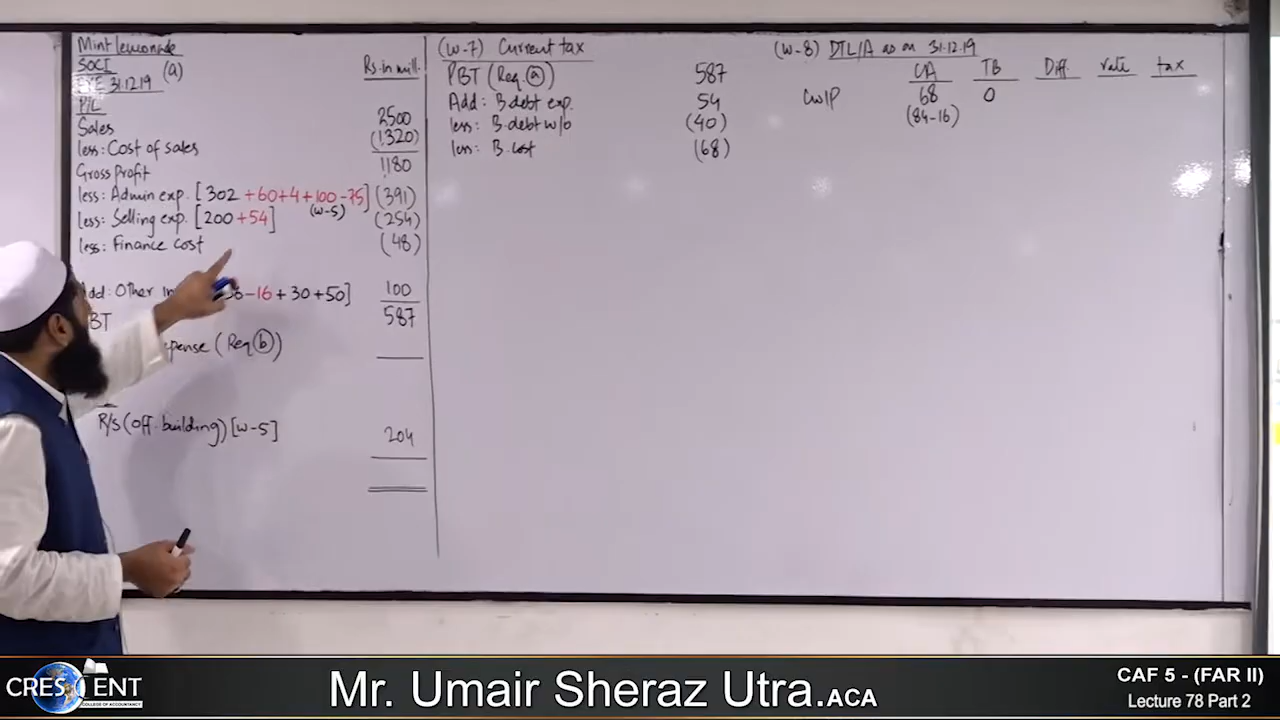 Mint lemonade
SOCI (a)
FYE 31.12.19
Rs. in mill.
P/L
Sales 2500
less: Cost of sales (1320)
Gross Profit 1180
less: Admin exp. [302 +60+4+100-75] (391)
(W-5)
less: Selling exp. [200 +54] (254)
less: Finance cost (48)
-16 + 30 +50] 100
587
(Req (b))
R/s (off. building) [W-5] 204
(W-7) Current tax
PBT (Req (a)) 587
Add: B.debt exp. 54
less: B.debt w/o (40)
less: B.cost (68)
(W-8) DTL/A as on 31.12.19
CA TB Diff. rate tax
CWIP 68 0
(84-16)
CRESCENT
COLLEGE OF ACCOUNTANCY
Mr. Umair Sheraz Utra.ACA
CAF 5 - (FAR II)
Lecture 78 Part 2